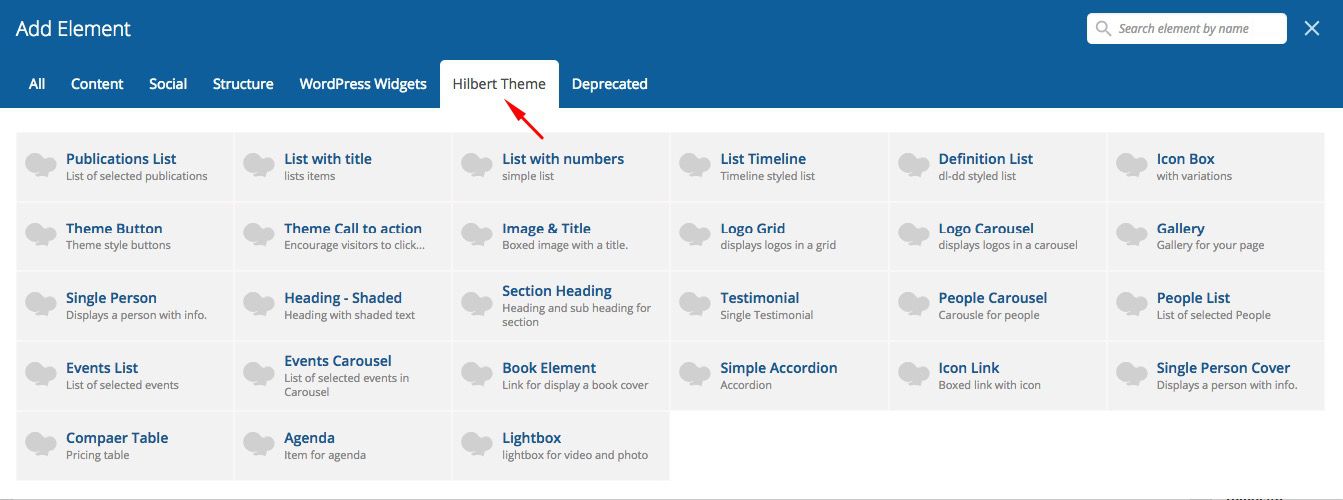 Add Element
Search element by name
All Content Social Structure WordPress Widgets Hilbert Theme Deprecated
Publications List
List of selected publications
List with title
lists items
List with numbers
simple list
List Timeline
Timeline styled list
Definition List
dl-dd styled list
Icon Box
with variations
Theme Button
Theme style buttons
Theme Call to action
Encourage visitors to click...
Image & Title
Boxed image with a title.
Logo Grid
displays logos in a grid
Logo Carousel
displays logos in a carousel
Gallery
Gallery for your page
Single Person
Displays a person with info.
Heading - Shaded
Heading with shaded text
Section Heading
Heading and sub heading for
section
Testimonial
Single Testimonial
People Carousel
Carousle for people
People List
List of selected People
Events List
List of selected events
Events Carousel
List of selected events in
Carousel
Book Element
Link for display a book cover
Simple Accordion
Accordion
Icon Link
Boxed link with icon
Single Person Cover
Displays a person with info.
Compaer Table
Pricing table
Agenda
Item for agenda
Lightbox
lightbox for video and photo